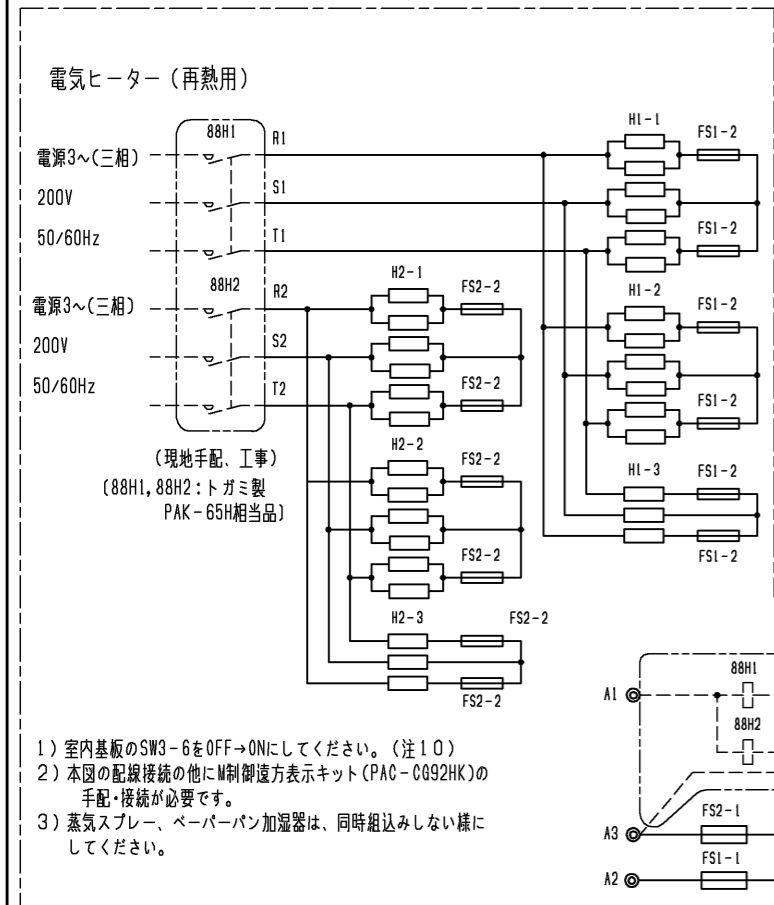 電気ヒーター（再熱用）
88H1
R1
H1-1
FS1-2
電源3～(三相)
200V
S1
50/60Hz
T1
FS1-2
88H2
R2
H2-1
FS2-2
H1-2
FS1-2
電源3～(三相)
200V
S2
50/60Hz
T2
FS2-2
FS1-2
(現地手配、工事)
(88H1,88H2：トガミ製
PAK-65H相当品)
H2-2
FS2-2
H1-3
FS1-2
FS2-2
FS1-2
H2-3
FS2-2
FS2-2
88H1
A1
88H2
1）室内基板のSW3-6をOFF→ONにしてください。（注１０）
2）本図の配線接続の他にM制御遠方表示キット(PAC-CG92HK)の
手配・接続が必要です。
3）蒸気スプレー、ペーパーパン加湿器は、同時組込みしない様に
してください。
FS2-1
A3
FS1-1
A2